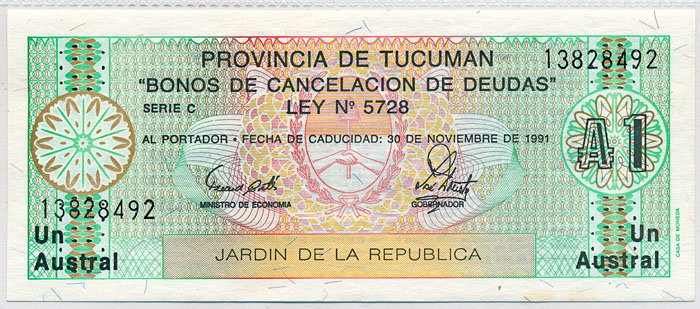 PROVINCIA DE TUCUMAN
13828492
"BONOS DE CANCELACION DE DEUDAS"
SERIE C
LEY Nº 5728
AL PORTADOR • FECHA DE CADUCIDAD: 30 DE NOVIEMBRE DE 1991
A1
MINISTRO DE ECONOMIA
GOBERNADOR
13828492
Un
Austral
JARDIN DE LA REPUBLICA
Un
Austral
CASA DE MONEDA